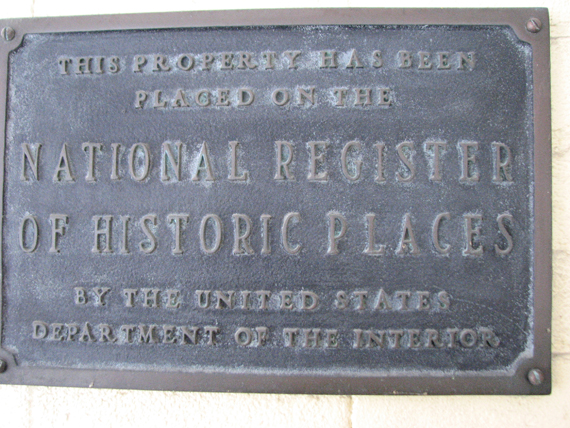 THIS PROPERTY HAS BEEN
PLACED ON THE
NATIONAL REGISTER
OF HISTORIC PLACES
BY THE UNITED STATES
DEPARTMENT OF THE INTERIOR